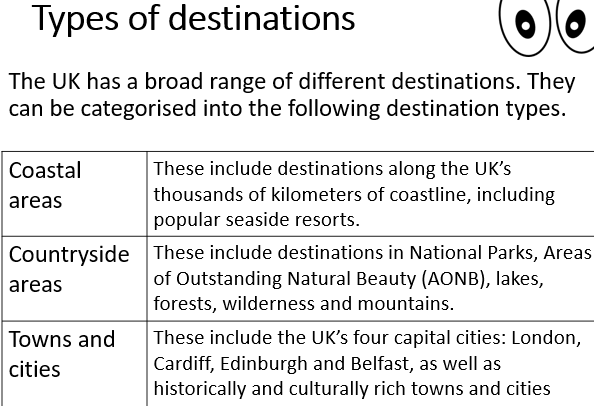 Types of destinations
The UK has a broad range of different destinations. They
can be categorised into the following destination types.
Coastal
areas
These include destinations along the UK’s
thousands of kilometers of coastline, including
popular seaside resorts.
Countryside
areas
These include destinations in National Parks, Areas
of Outstanding Natural Beauty (AONB), lakes,
forests, wilderness and mountains.
Towns and
cities
These include the UK’s four capital cities: London,
Cardiff, Edinburgh and Belfast, as well as
historically and culturally rich towns and cities